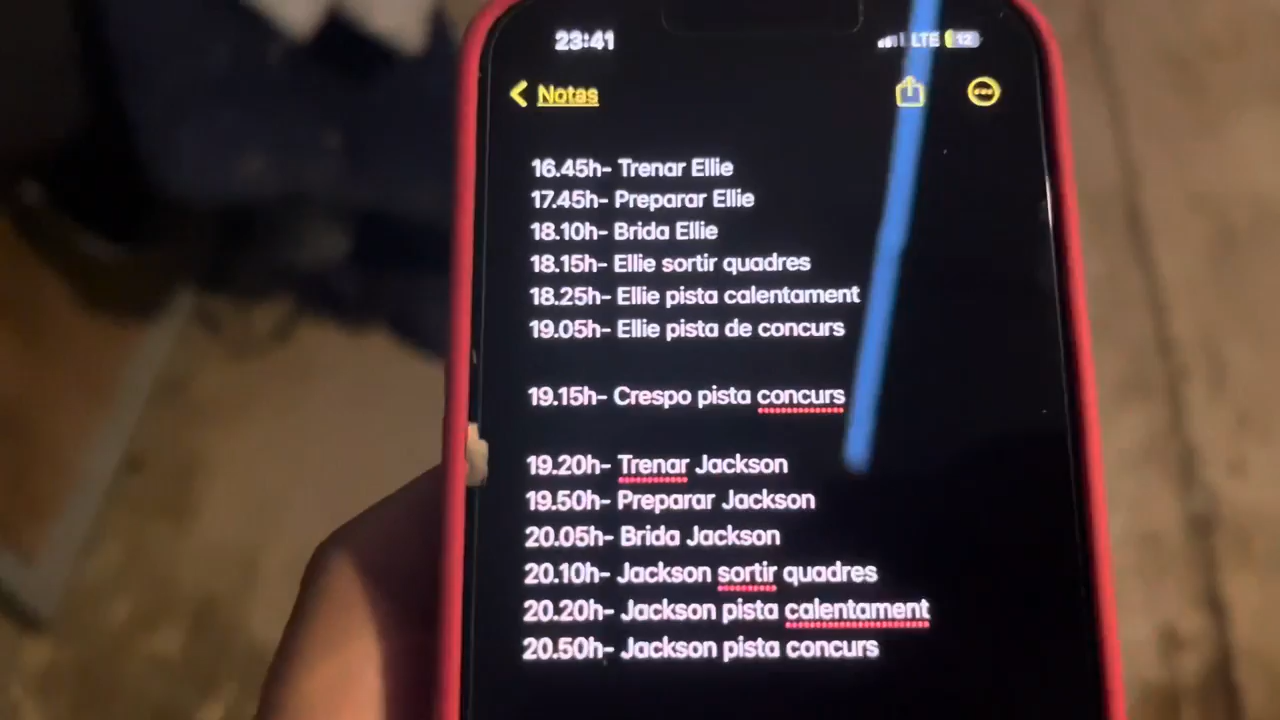 23:41
LTE 12
Notas
16.45h- Trenar Ellie
17.45h- Preparar Ellie
18.10h- Brida Ellie
18.15h- Ellie sortir quadres
18.25h- Ellie pista calentament
19.05h- Ellie pista de concurs
19.15h- Crespo pista concurs
19.20h- Trenar Jackson
19.50h- Preparar Jackson
20.05h- Brida Jackson
20.10h- Jackson sortir quadres
20.20h- Jackson pista calentament
20.50h- Jackson pista concurs